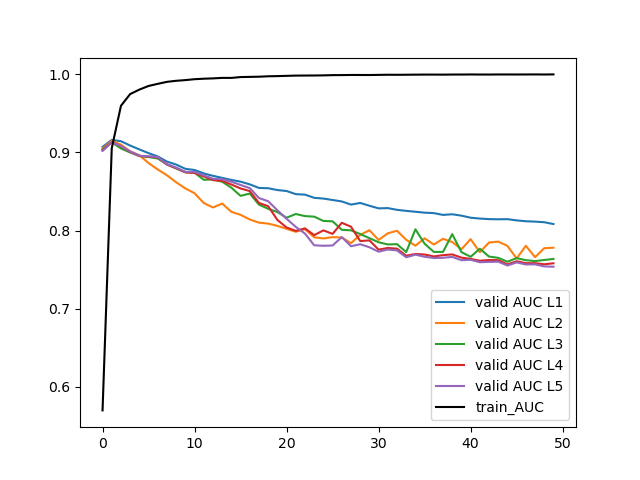 1.0
0.9
0.8
0.7
0.6
0 10 20 30 40 50
valid AUC L1
valid AUC L2
valid AUC L3
valid AUC L4
valid AUC L5
train_AUC